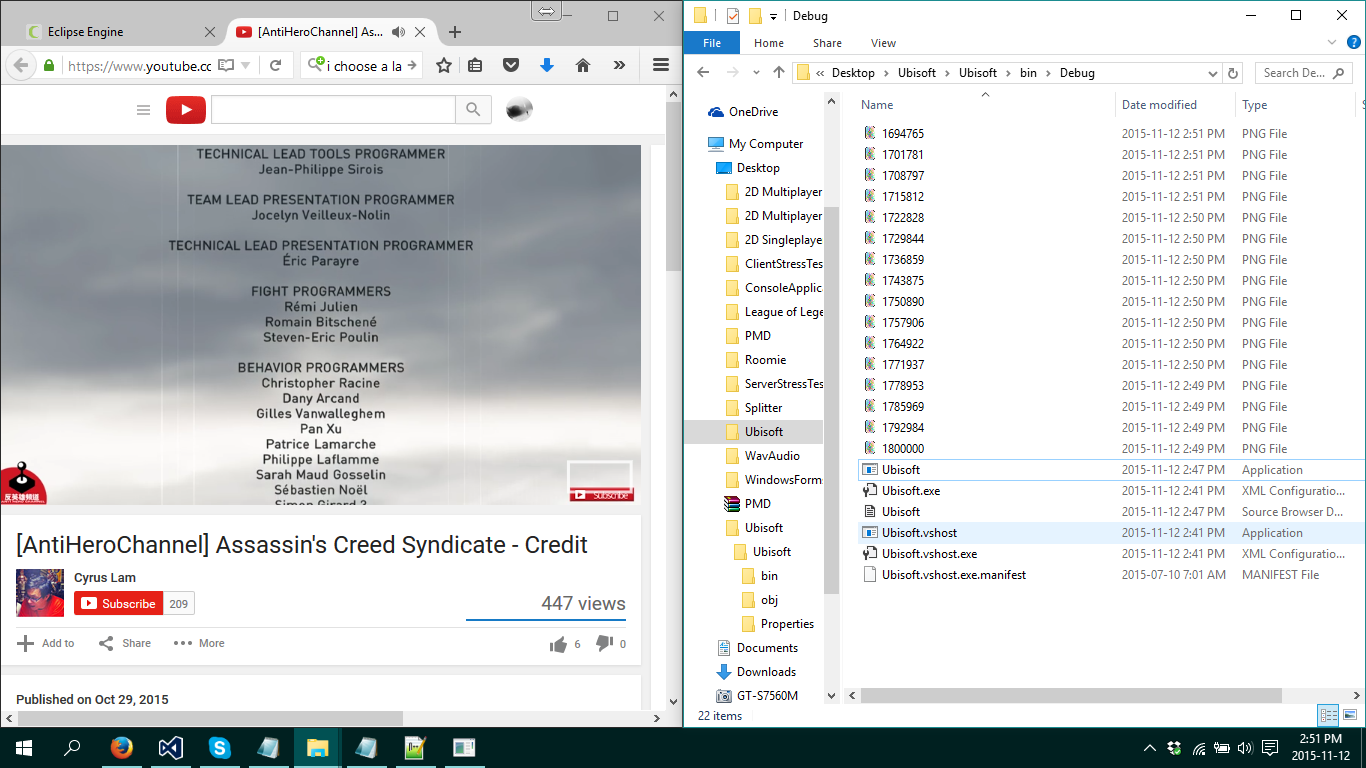 Eclipse Engine
[AntiHeroChannel] As...
https://www.youtube.cc
i choose a la
TECHNICAL LEAD TOOLS PROGRAMMER
Jean-Philippe Sirois
TEAM LEAD PRESENTATION PROGRAMMER
Jocelyn Veilleux-Nolin
TECHNICAL LEAD PRESENTATION PROGRAMMER
Éric Parayre
FIGHT PROGRAMMERS
Rémi Julien
Romain Bitschené
Steven-Eric Poulin
BEHAVIOR PROGRAMMERS
Christopher Racine
Dany Arcand
Gilles Vanwalleghem
Pan Xu
Patrice Lamarche
Philippe Laflamme
Sarah Maud Gosselin
Sébastien Noël
Simon Girard ?
反英雄頻道
Subscribe
[AntiHeroChannel] Assassin's Creed Syndicate - Credit
Cyrus Lam
Subscribe 209
447 views
Add to Share More 6 0
Published on Oct 29, 2015
Debug
File Home Share View
« Desktop Ubisoft Ubisoft bin Debug
Search De...
OneDrive
My Computer
Desktop
2D Multiplayer
2D Multiplayer
2D Singleplaye
ClientStressTes
ConsoleApplic
League of Lege
PMD
Roomie
ServerStressTes
Splitter
Ubisoft
WavAudio
WindowsForm
PMD
Ubisoft
Ubisoft
bin
obj
Properties
Documents
Downloads
GT-S7560M
Name Date modified Type S
1694765 2015-11-12 2:51 PM PNG File
1701781 2015-11-12 2:51 PM PNG File
1708797 2015-11-12 2:51 PM PNG File
1715812 2015-11-12 2:51 PM PNG File
1722828 2015-11-12 2:50 PM PNG File
1729844 2015-11-12 2:50 PM PNG File
1736859 2015-11-12 2:50 PM PNG File
1743875 2015-11-12 2:50 PM PNG File
1750890 2015-11-12 2:50 PM PNG File
1757906 2015-11-12 2:50 PM PNG File
1764922 2015-11-12 2:50 PM PNG File
1771937 2015-11-12 2:50 PM PNG File
1778953 2015-11-12 2:49 PM PNG File
1785969 2015-11-12 2:49 PM PNG File
1792984 2015-11-12 2:49 PM PNG File
1800000 2015-11-12 2:49 PM PNG File
Ubisoft 2015-11-12 2:47 PM Application
Ubisoft.exe 2015-11-12 2:41 PM XML Configuratio...
Ubisoft 2015-11-12 2:47 PM Source Browser D...
Ubisoft.vshost 2015-11-12 2:41 PM Application
Ubisoft.vshost.exe 2015-11-12 2:41 PM XML Configuratio...
Ubisoft.vshost.exe.manifest 2015-07-10 7:01 AM MANIFEST File
22 items
2:51 PM
2015-11-12